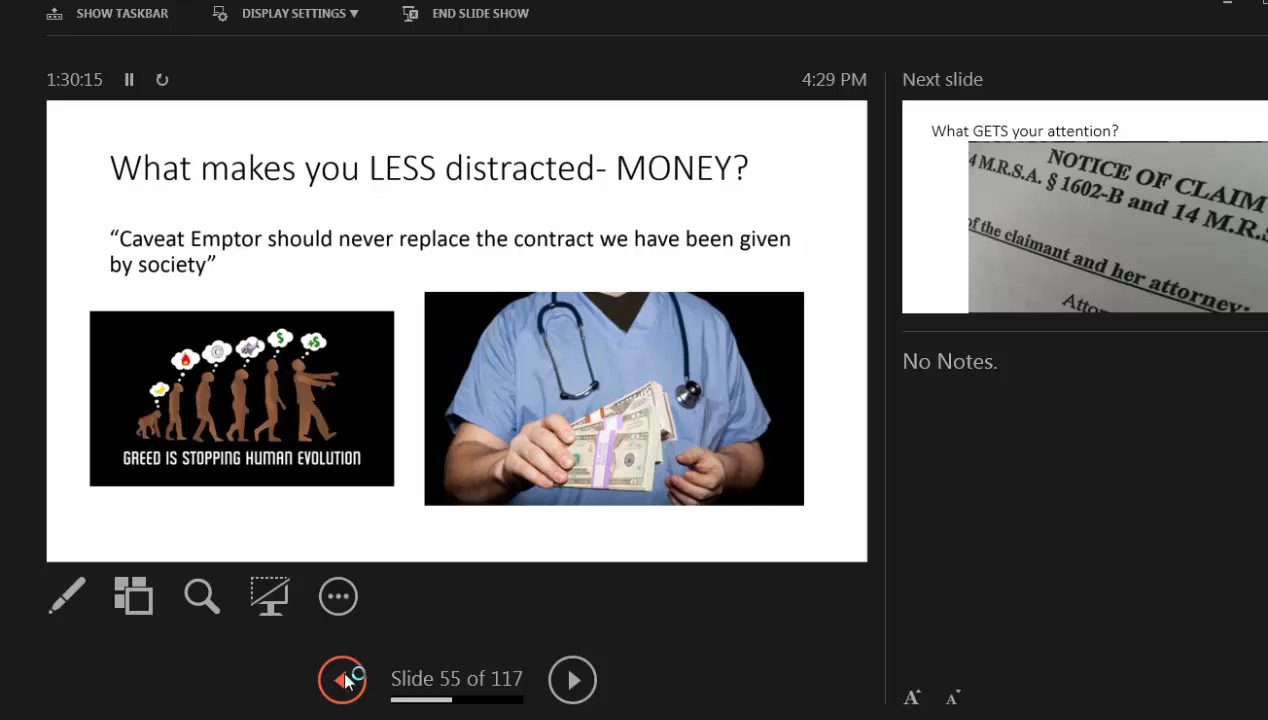 SHOW TASKBAR
DISPLAY SETTINGS ▼
END SLIDE SHOW
1:30:15
4:29 PM
What makes you LESS distracted- MONEY?
“Caveat Emptor should never replace the contract we have been given
by society”
$
+$
GREED IS STOPPING HUMAN EVOLUTION
Slide 55 of 117
Next slide
What GETS your attention?
NOTICE OF CLAIM
4 M.R.S.A. § 1602-B and 14 M.R.S.
of the claimant and her attorney:
No Notes.
A
A